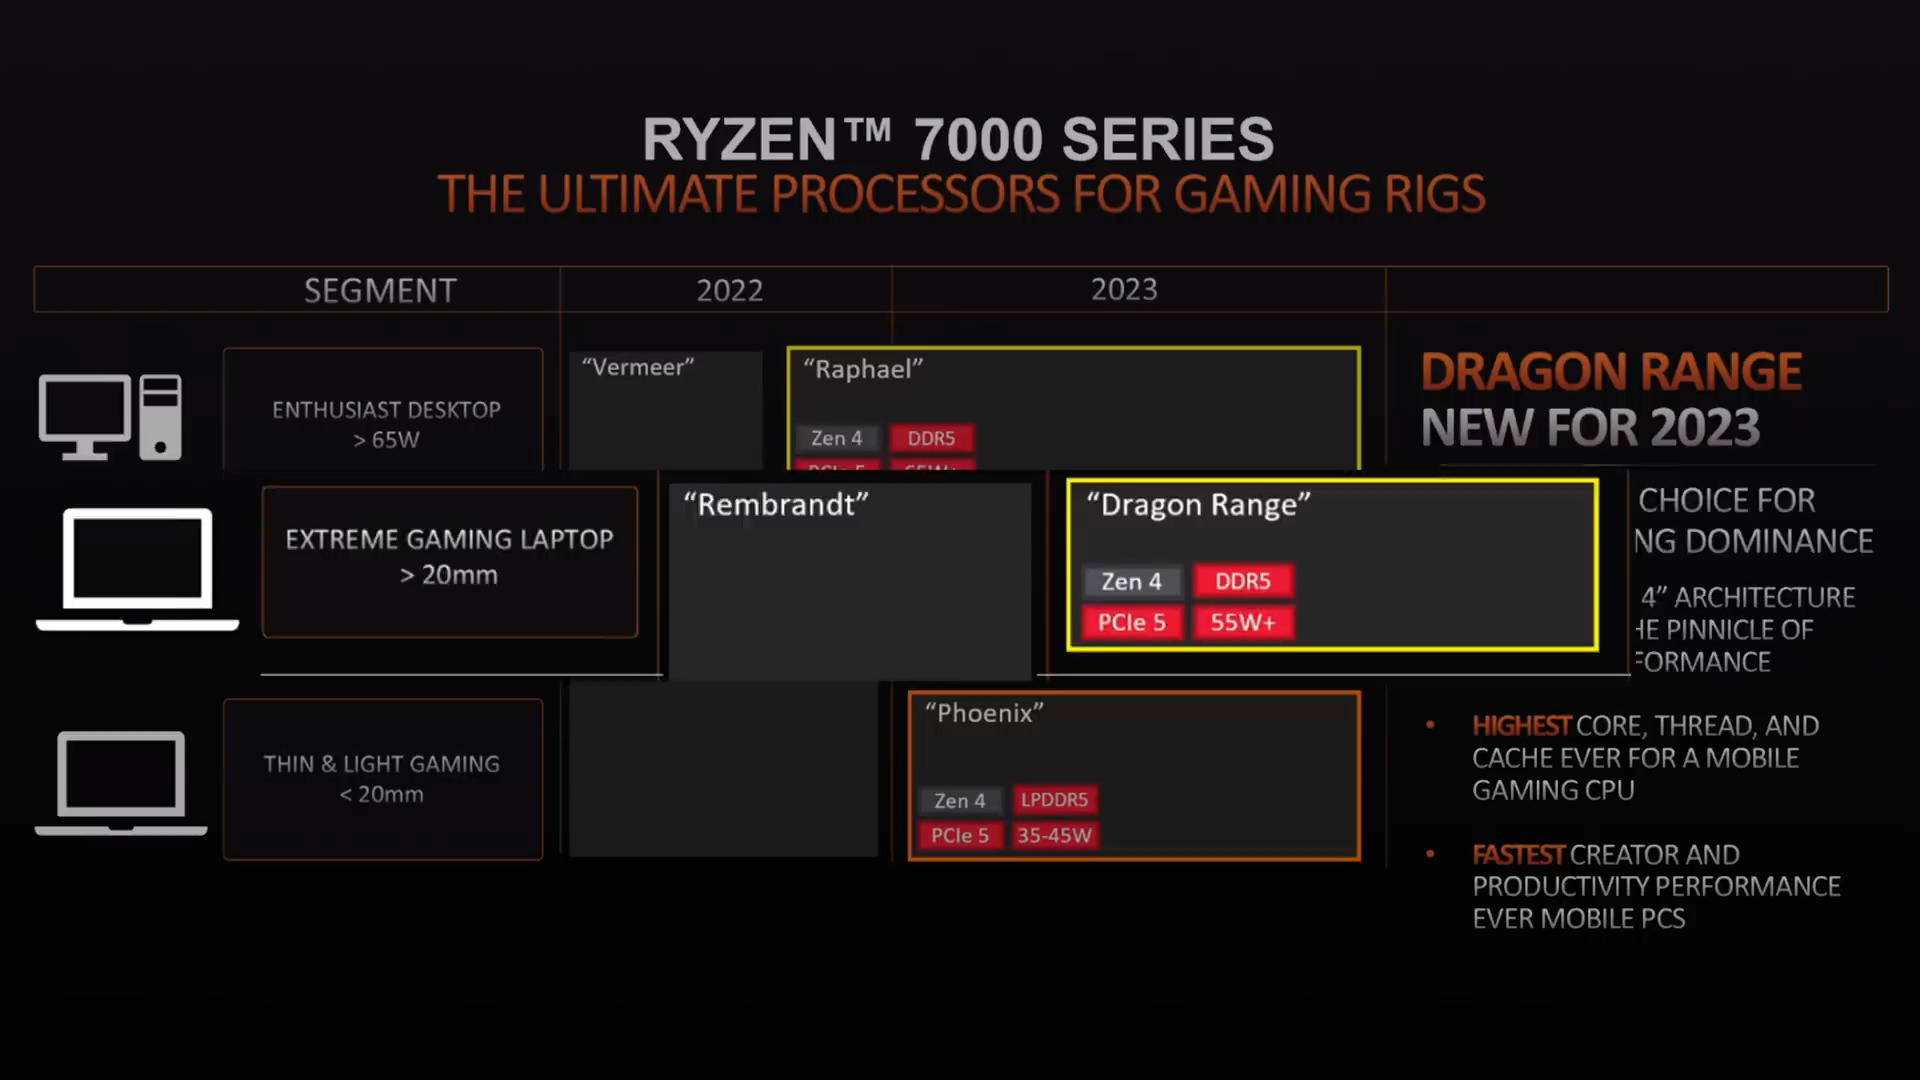 RYZEN™ 7000 SERIES
THE ULTIMATE PROCESSORS FOR GAMING RIGS
SEGMENT
2022
2023
ENTHUSIAST DESKTOP
> 65W
“Vermeer”
“Raphael”
Zen 4
DDR5
PCIe 5
65W+
DRAGON RANGE
NEW FOR 2023
EXTREME GAMING LAPTOP
> 20mm
“Rembrandt”
“Dragon Range”
Zen 4
DDR5
PCIe 5
55W+
CHOICE FOR
NG DOMINANCE
4” ARCHITECTURE
HE PINNICLE OF
FORMANCE
THIN & LIGHT GAMING
< 20mm
“Phoenix”
Zen 4
LPDDR5
PCIe 5
35-45W
• HIGHEST CORE, THREAD, AND
CACHE EVER FOR A MOBILE
GAMING CPU
• FASTEST CREATOR AND
PRODUCTIVITY PERFORMANCE
EVER MOBILE PCS